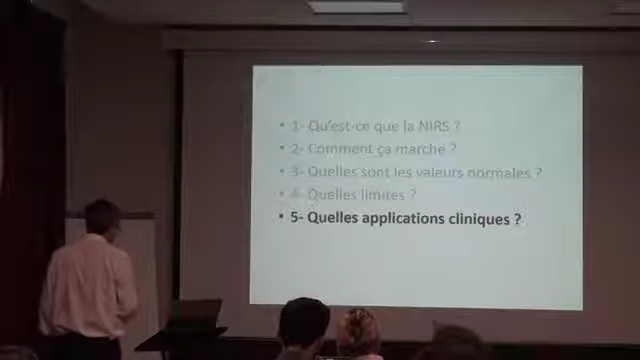 • 1- Qu'est-ce que la NIRS ?
• 2- Comment ça marche ?
• 3- Quelles sont les valeurs normales ?
• 4- Quelles limites ?
• 5- Quelles applications cliniques ?